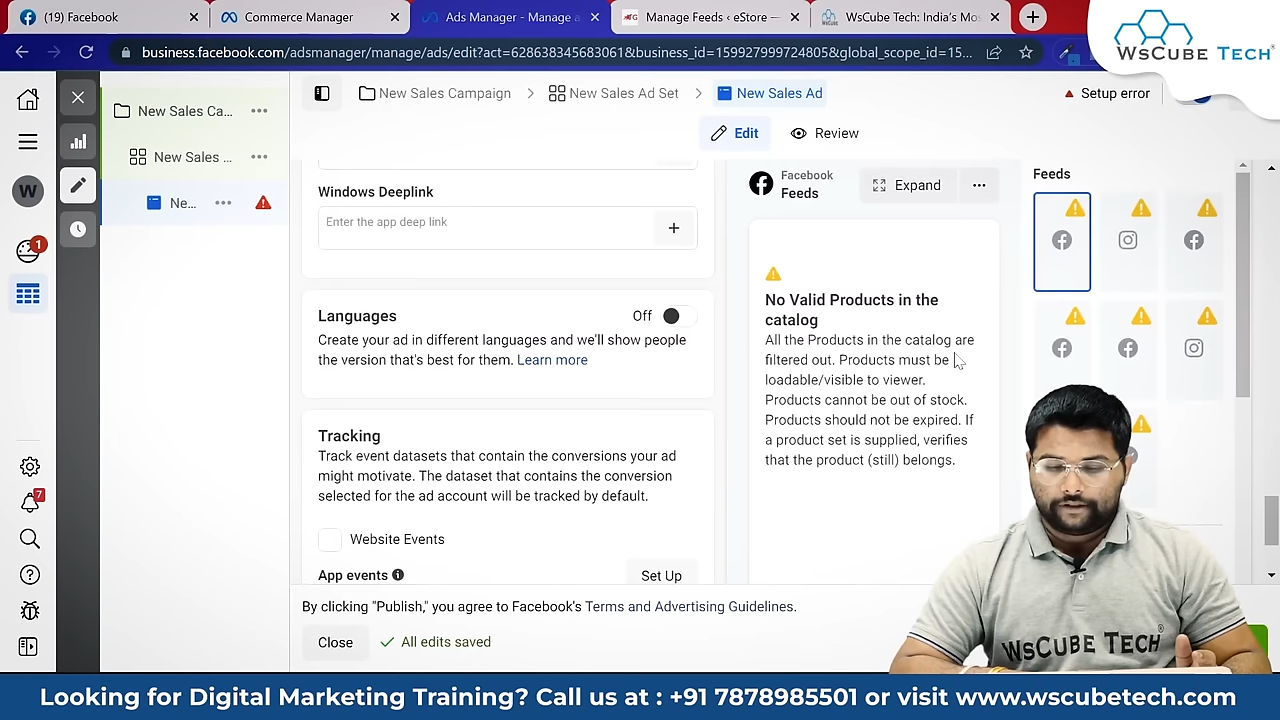 (19) Facebook
Commerce Manager
Ads Manager - Manage a
Manage Feeds ‹ eStore —
WsCube Tech: India's Mos
WsCube Tech®
business.facebook.com/adsmanager/manage/ads/edit?act=628638345683061&business_id=159927999724805&global_scope_id=15...
New Sales Ca...
New Sales Campaign
New Sales Ad Set
New Sales Ad
Setup error
Edit
Review
New Sales ...
W
Ne...
1
7
Windows Deeplink
Enter the app deep link
Languages
Off
Create your ad in different languages and we'll show people
the version that's best for them. Learn more
Tracking
Track event datasets that contain the conversions your ad
might motivate. The dataset that contains the conversion
selected for the ad account will be tracked by default.
Website Events
App events
Set Up
Facebook
Feeds
Expand
Feeds
No Valid Products in the
catalog
All the Products in the catalog are
filtered out. Products must be
loadable/visible to viewer.
Products cannot be out of stock.
Products should not be expired. If
a product set is supplied, verifies
that the product (still) belongs.
By clicking "Publish," you agree to Facebook's Terms and Advertising Guidelines.
Close
All edits saved
WsCube Tech®
Looking for Digital Marketing Training? Call us at : +91 7878985501 or visit www.wscubetech.com